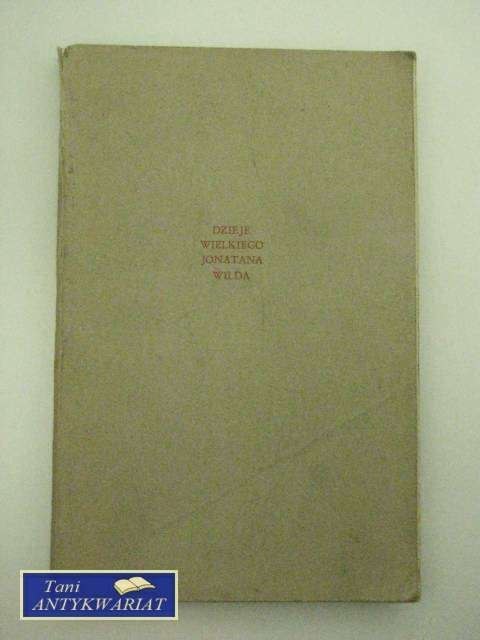 DZIEJE
WIELKIEGO
JONATANA
WILDA
Tani
ANTYKWARIAT